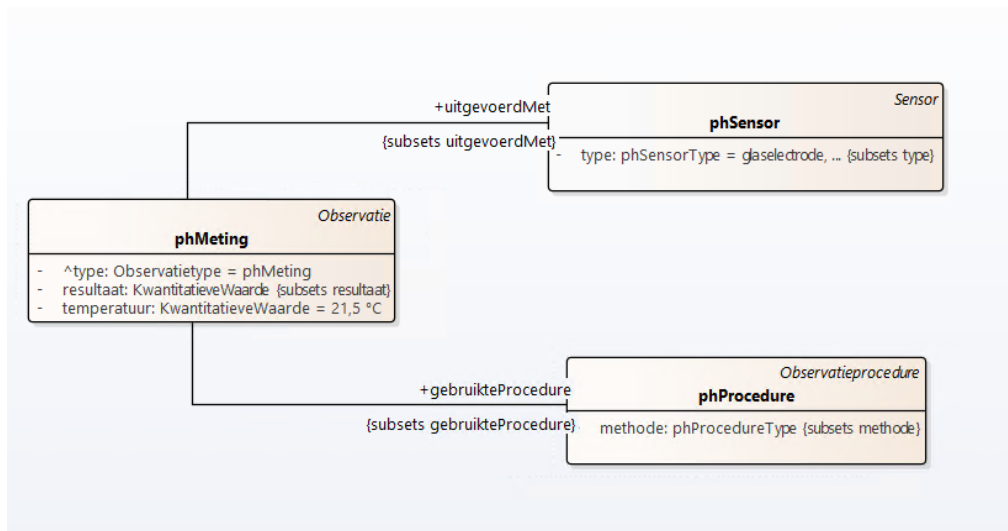 Sensor
phSensor
- type: phSensorType = glaselectrode, ... {subsets type}
+uitgevoerdMet
{subsets uitgevoerdMet}
Observatie
phMeting
- ^type: Observatietype = phMeting
- resultaat: KwantitatieveWaarde {subsets resultaat}
- temperatuur: KwantitatieveWaarde = 21,5 °C
Observatieprocedure
phProcedure
methode: phProcedureType {subsets methode}
+gebruikteProcedure
{subsets gebruikteProcedure}